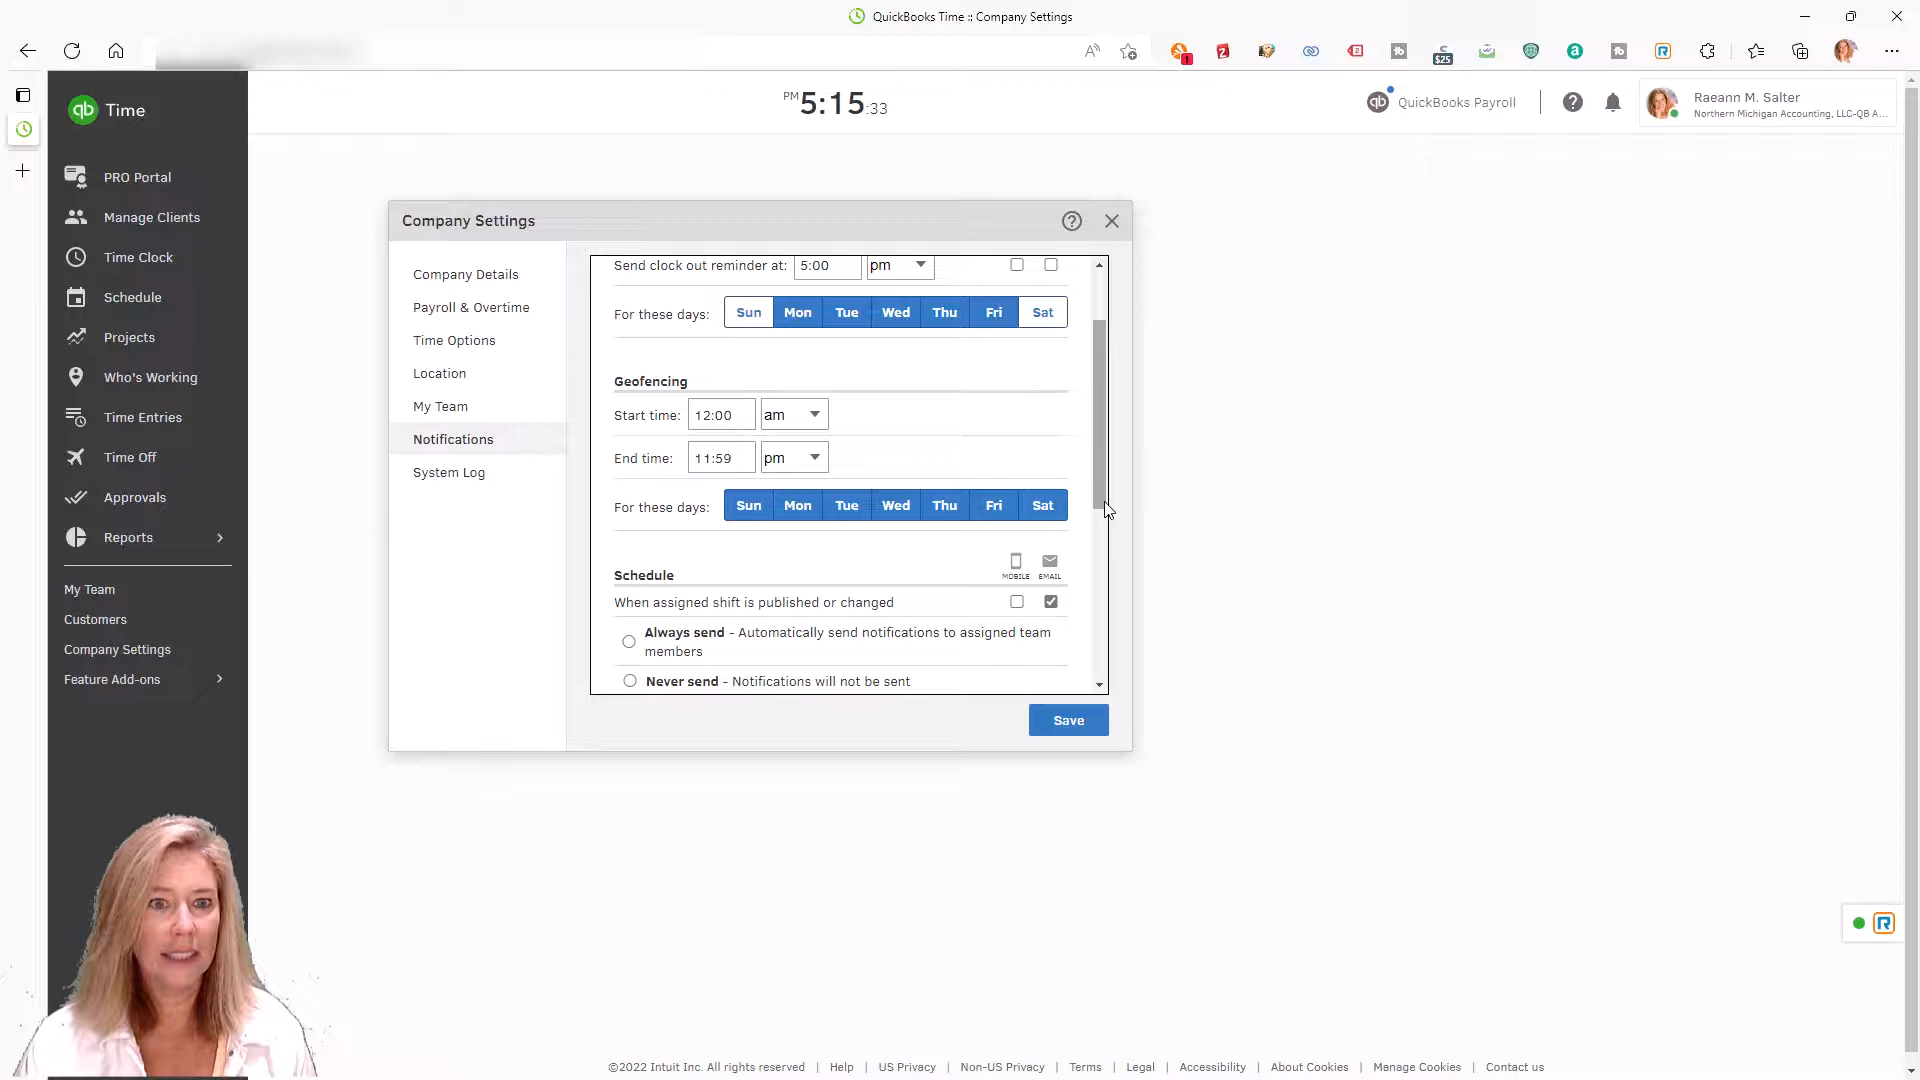 QuickBooks Time :: Company Settings
$25
qb Time
PM 5:15:33
qb QuickBooks Payroll
Raeann M. Salter
Northern Michigan Accounting, LLC-QB A...
PRO Portal
Manage Clients
Time Clock
Schedule
Projects
Who's Working
Time Entries
Time Off
Approvals
Reports
My Team
Customers
Company Settings
Feature Add-ons
Company Settings
Company Details
Payroll & Overtime
Time Options
Location
My Team
Notifications
System Log
Send clock out reminder at: 5:00 pm
For these days: Sun Mon Tue Wed Thu Fri Sat
Geofencing
Start time: 12:00 am
End time: 11:59 pm
For these days: Sun Mon Tue Wed Thu Fri Sat
Schedule MOBILE EMAIL
When assigned shift is published or changed
Always send - Automatically send notifications to assigned team
members
Never send - Notifications will not be sent
Save
©2022 Intuit Inc. All rights reserved | Help | US Privacy | Non-US Privacy | Terms | Legal | Accessibility | About Cookies | Manage Cookies | Contact us